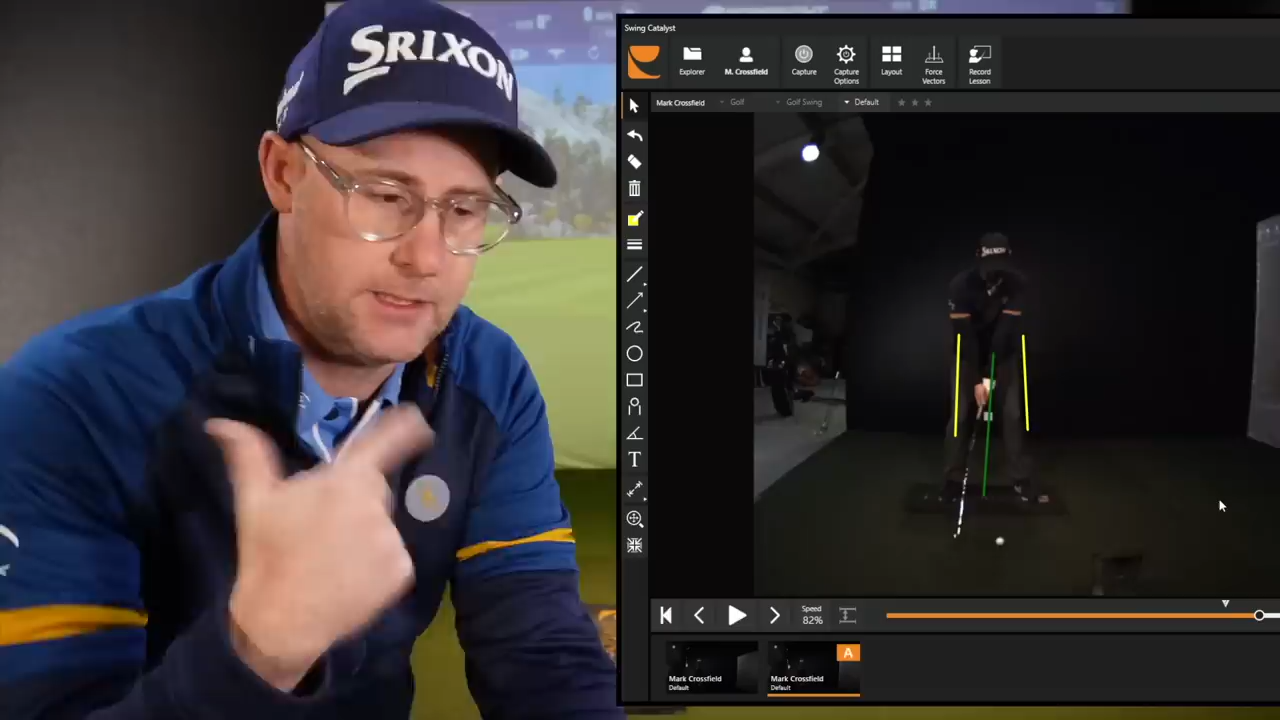 SRIXON
Swing Catalyst
Explorer
M. Crossfield
Capture
Capture
Options
Layout
Force
Vectors
Record
Lesson
Mark Crossfield
Golf
Golf Swing
Default
SRIXON
T
Speed
82%
Mark Crossfield
Default
A
Mark Crossfield
Default